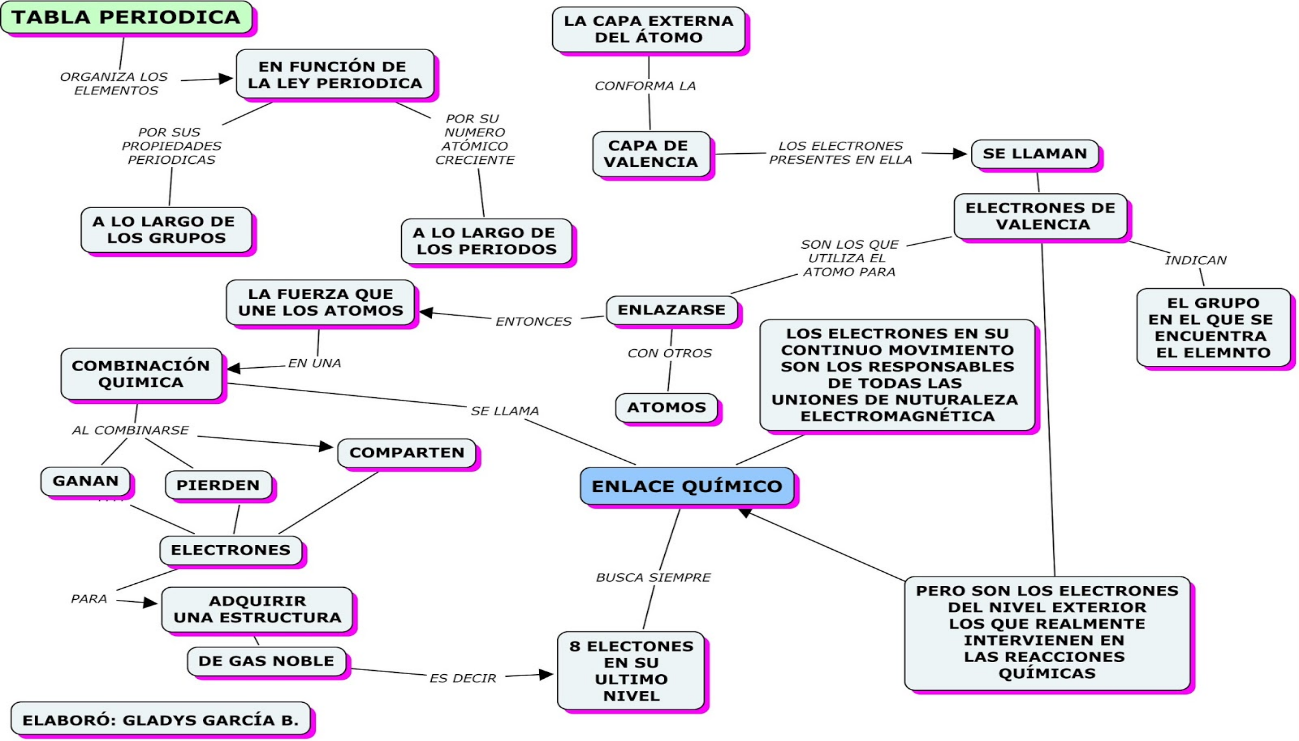 TABLA PERIODICA
ORGANIZA LOS
ELEMENTOS
EN FUNCIÓN DE
LA LEY PERIODICA
POR SUS
PROPIEDADES
PERIODICAS
POR SU
NUMERO
ATÓMICO
CRECIENTE
A LO LARGO DE
LOS GRUPOS
A LO LARGO DE
LOS PERIODOS
LA CAPA EXTERNA
DEL ÁTOMO
CONFORMA LA
CAPA DE
VALENCIA
LOS ELECTRONES
PRESENTES EN ELLA
SE LLAMAN
ELECTRONES DE
VALENCIA
SON LOS QUE
UTILIZA EL
ATOMO PARA
INDICAN
EL GRUPO
EN EL QUE SE
ENCUENTRA
EL ELEMNTO
ENLAZARSE
CON OTROS
ATOMOS
ENTONCES
LA FUERZA QUE
UNE LOS ATOMOS
EN UNA
COMBINACIÓN
QUIMICA
SE LLAMA
LOS ELECTRONES EN SU
CONTINUO MOVIMIENTO
SON LOS RESPONSABLES
DE TODAS LAS
UNIONES DE NUTURALEZA
ELECTROMAGNÉTICA
AL COMBINARSE
GANAN
PIERDEN
COMPARTEN
ELECTRONES
PARA
ADQUIRIR
UNA ESTRUCTURA
DE GAS NOBLE
ES DECIR
ENLACE QUÍMICO
BUSCA SIEMPRE
8 ELECTONES
EN SU
ULTIMO
NIVEL
PERO SON LOS ELECTRONES
DEL NIVEL EXTERIOR
LOS QUE REALMENTE
INTERVIENEN EN
LAS REACCIONES
QUÍMICAS
ELABORÓ: GLADYS GARCÍA B.